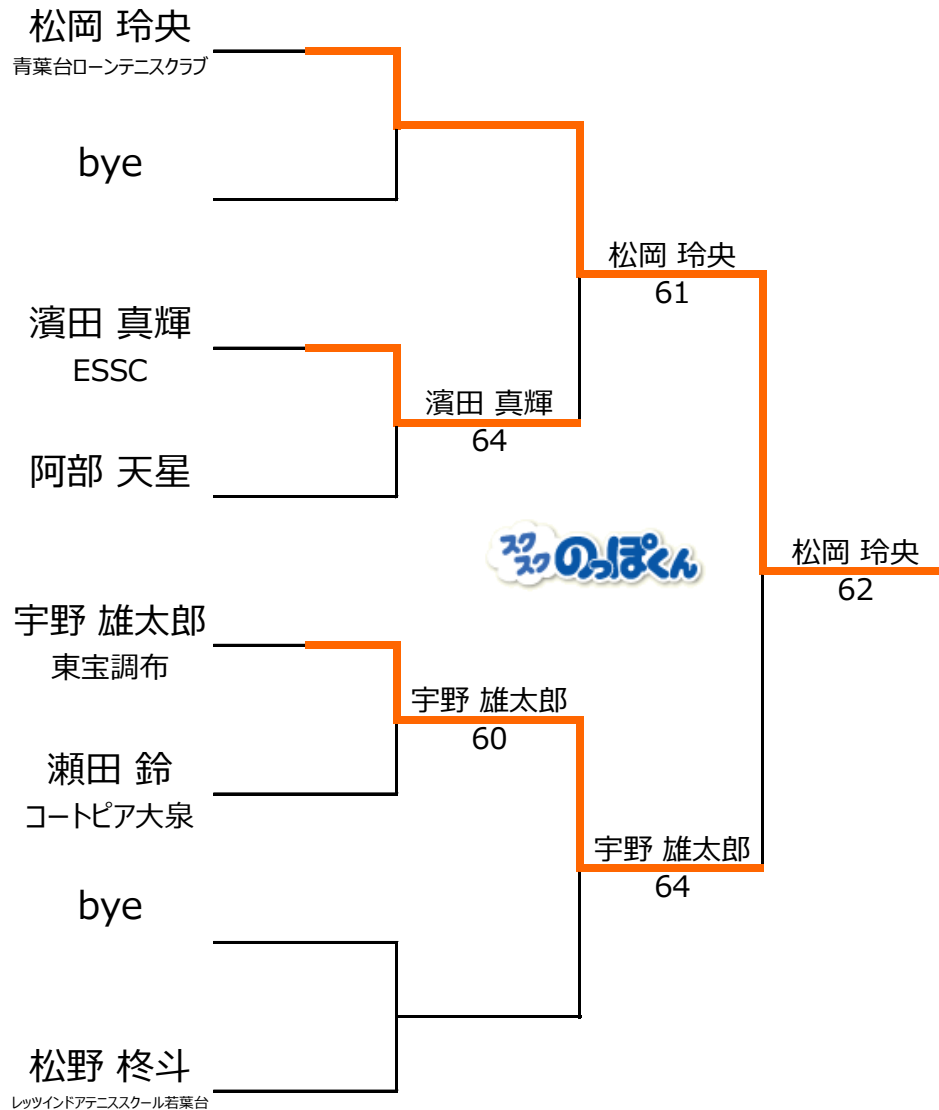 松岡 玲央
青葉台ローンテニスクラブ
bye
松岡 玲央
61
濱田 真輝
ESSC
濱田 真輝
64
阿部 天星
スクスク のっぽくん
松岡 玲央
62
宇野 雄太郎
東宝調布
宇野 雄太郎
60
瀬田 鈴
コートピア大泉
宇野 雄太郎
64
bye
松野 柊斗
レッツインドアテニススクール若葉台